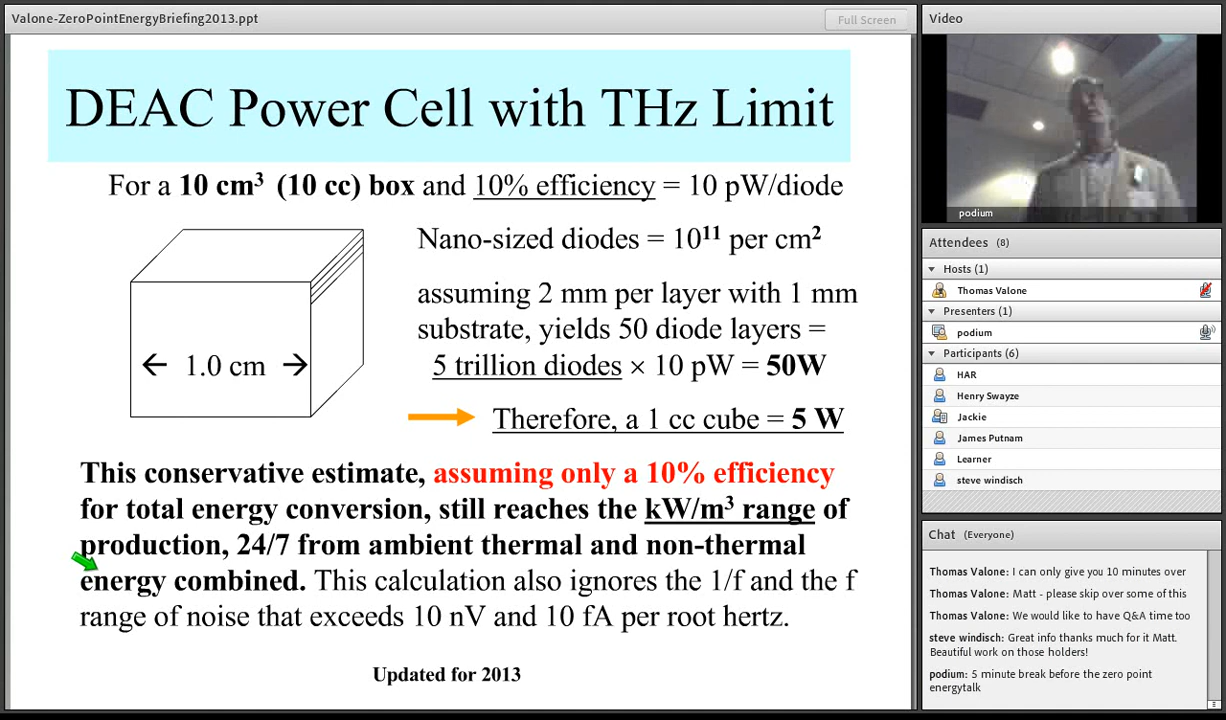 Valone-ZeroPointEnergyBriefing2013.ppt
Full Screen
DEAC Power Cell with THz Limit
For a 10 cm³ (10 cc) box and 10% efficiency = 10 pW/diode
Nano-sized diodes = 10¹¹ per cm²
assuming 2 mm per layer with 1 mm
substrate, yields 50 diode layers =
5 trillion diodes × 10 pW = 50W
← 1.0 cm →
Therefore, a 1 cc cube = 5 W
This conservative estimate, assuming only a 10% efficiency
for total energy conversion, still reaches the kW/m³ range of
production, 24/7 from ambient thermal and non-thermal
energy combined. This calculation also ignores the 1/f and the f
range of noise that exceeds 10 nV and 10 fA per root hertz.
Updated for 2013
Video
podium
Attendees (8)
Hosts (1)
Thomas Valone
Presenters (1)
podium
Participants (6)
HAR
Henry Swayze
Jackie
James Putnam
Learner
steve windisch
Chat (Everyone)
Thomas Valone: I can only give you 10 minutes over
Thomas Valone: Matt - please skip over some of this
Thomas Valone: We would like to have Q&A time too
steve windisch: Great info thanks much for it Matt.
Beautiful work on those holders!
podium: 5 minute break before the zero point
energytalk